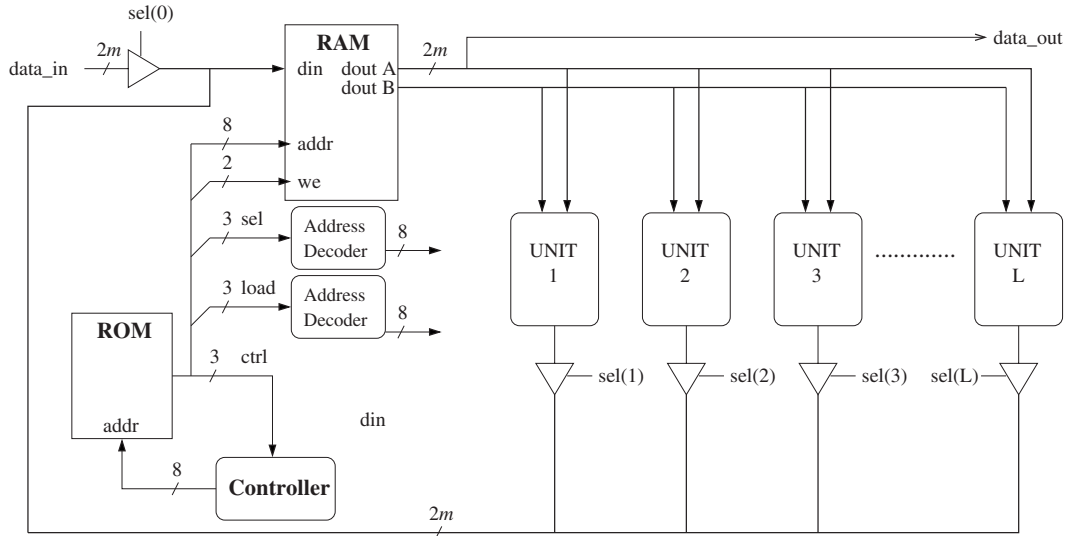 sel(0)
data_in
2m
RAM
din
dout A
dout B
2m
data_out
8
addr
2
we
3 sel
Address
Decoder
8
3 load
Address
Decoder
8
ROM
3 ctrl
addr
8
Controller
din
UNIT
1
UNIT
2
UNIT
3
.............
UNIT
L
sel(1)
sel(2)
sel(3)
sel(L)
2m